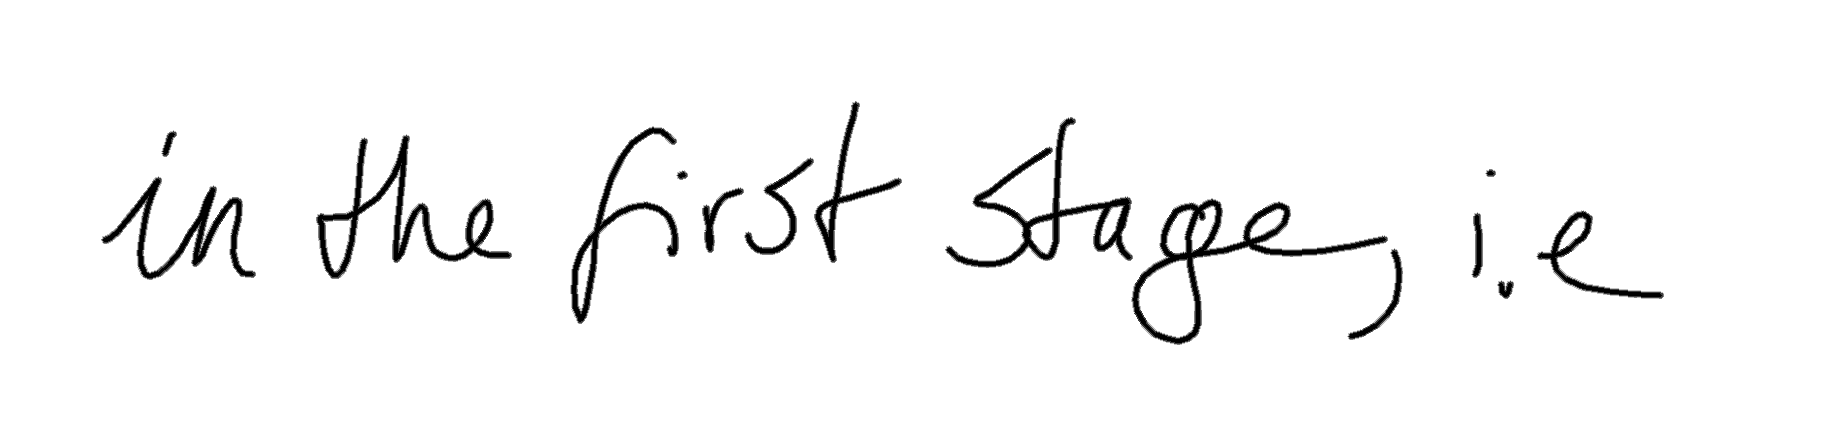 in the first stage, i.e